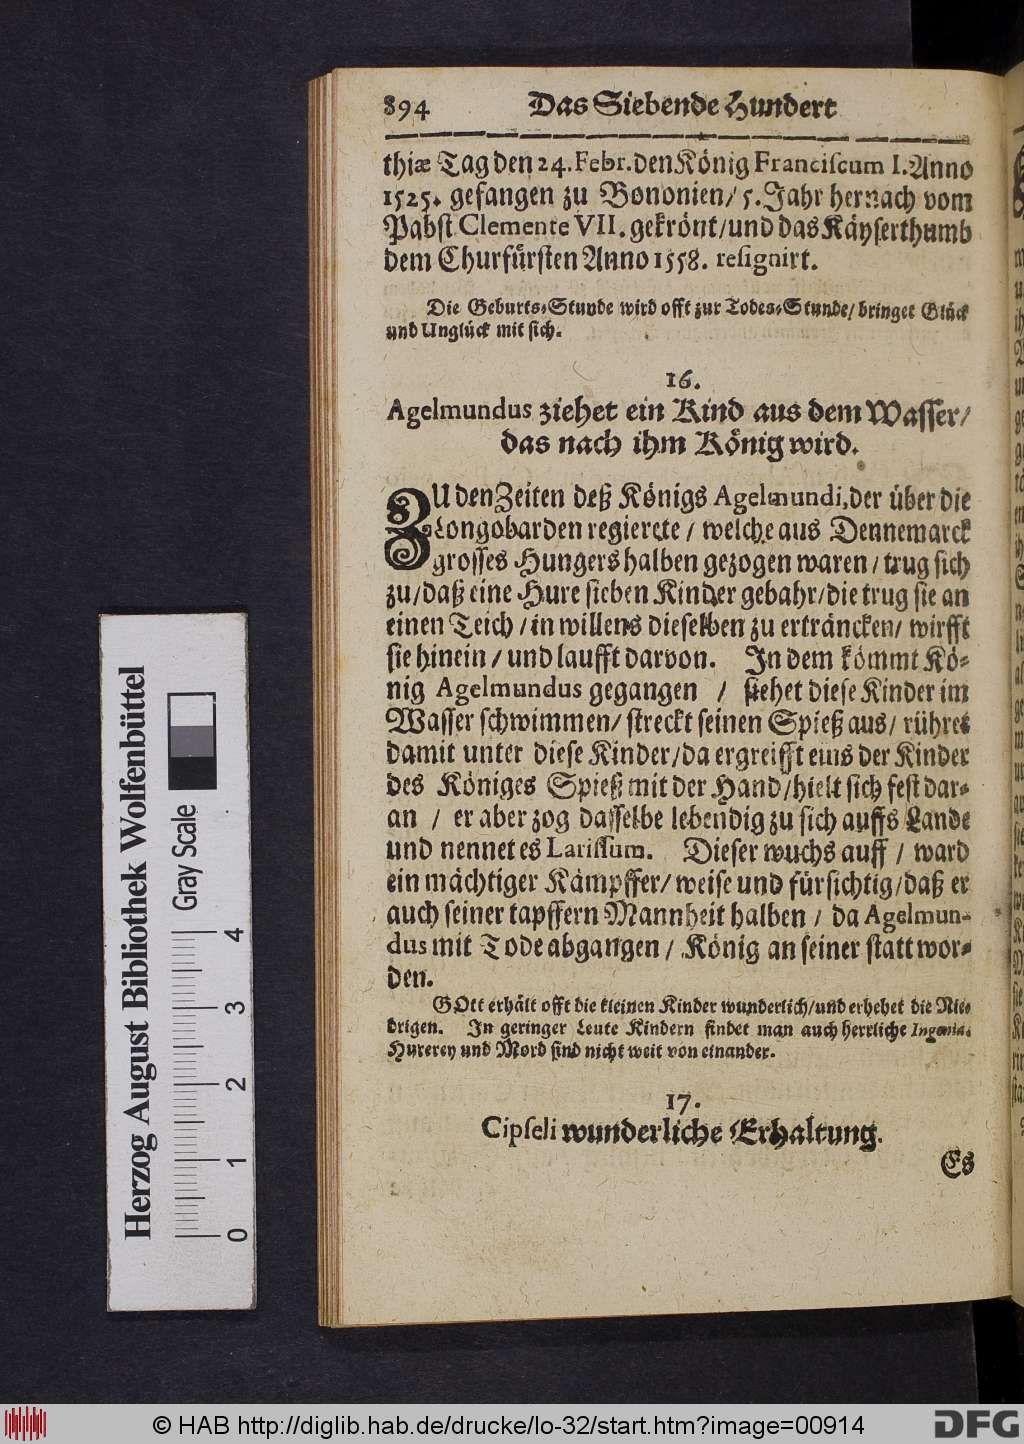 894 Das Siebende Hundert
thiæ Tag den 24. Febr. den König Franciſcum I. Anno
1525. gefangen zu Bononien/ 5. Jahr hernach vom
Pabſt Clemente VII. gekrönt/und das Käyſerthumb
dem Churfürſten Anno 1558. reſignirt.
Die Geburts-Stunde wird offt zur Todes-Stunde/ bringet Glück
und Unglück mit ſich.
16.
Agelmundus ziehet ein Kind aus dem Waſſer/
das nach ihm König wird.
ZU den Zeiten deß Königs Agelmundi, der über die
Longobarden regierete / welche aus Dennemarck
groſſes Hungers halben gezogen waren / trug ſich
zu/daß eine Hure ſieben Kinder gebahr/die trug ſie an
einen Teich / in willens dieſelben zu erträncken/ wirfft
ſie hinein / und laufft darvon. In dem kömmt Kö-
nig Agelmundus gegangen / ſiehet dieſe Kinder im
Waſſer ſchwimmen/ ſtreckt ſeinen Spieß aus/ rühret
damit unter dieſe Kinder/da ergreifft eins der Kinder
des Königes Spieß mit der Hand/hielt ſich feſt dar-
an / er aber zog daſſelbe lebendig zu ſich auffs Lande
und nennet es Lariſſum. Dieſer wuchs auff / ward
ein mächtiger Kämpffer/ weiſe und fürſichtig/daß er
auch ſeiner tapffern Mannheit halben / da Agelmun-
dus mit Tode abgangen / König an ſeiner ſtatt wor-
den.
GOtt erhält offt die kleinen Kinder wunderlich/und erhebet die Nie-
drigen. In geringer Leute Kindern findet man auch herrliche Ingenia.
Hurerey und Mord ſind nicht weit von einander.
17.
Cipſeli wunderliche Erhaltung.
Es
Herzog August Bibliothek Wolfenbüttel
Gray Scale
0 1 2 3 4
© HAB http://diglib.hab.de/drucke/lo-32/start.htm?image=00914
DFG